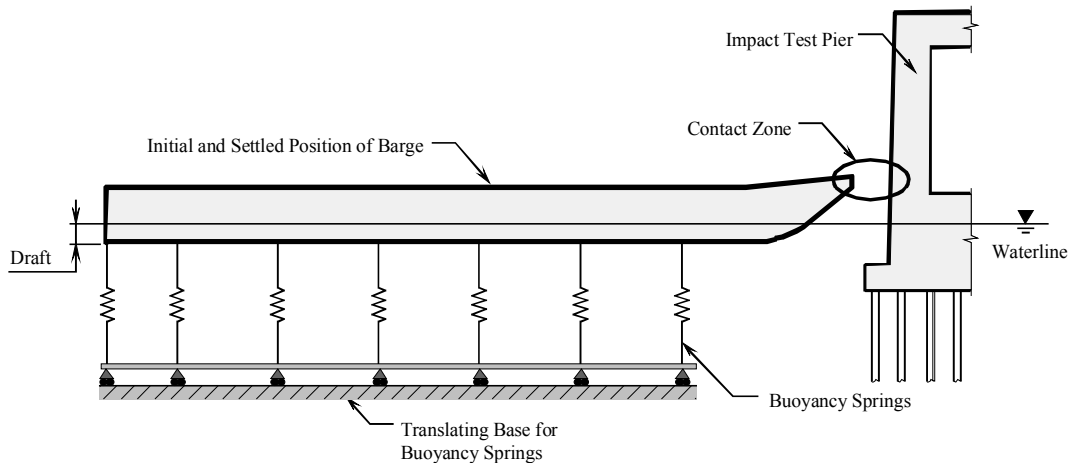 Impact Test Pier
Contact Zone
Initial and Settled Position of Barge
Draft
Waterline
Buoyancy Springs
Translating Base for
Buoyancy Springs